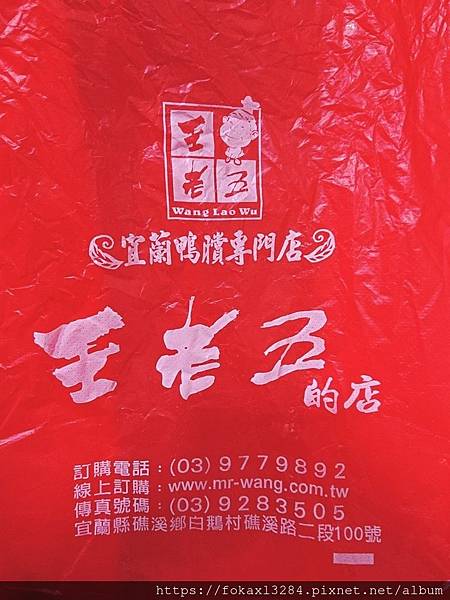 王
老五
Wang Lao Wu
宜蘭鴨賞專門店
王老五的店
訂購電話：(03) 9779892
線上訂購：www.mr-wang.com.tw
傳真號碼：(03) 9283505
宜蘭縣礁溪鄉白鵝村礁溪路二段100號
https://fokax13284.pixnet.net/album